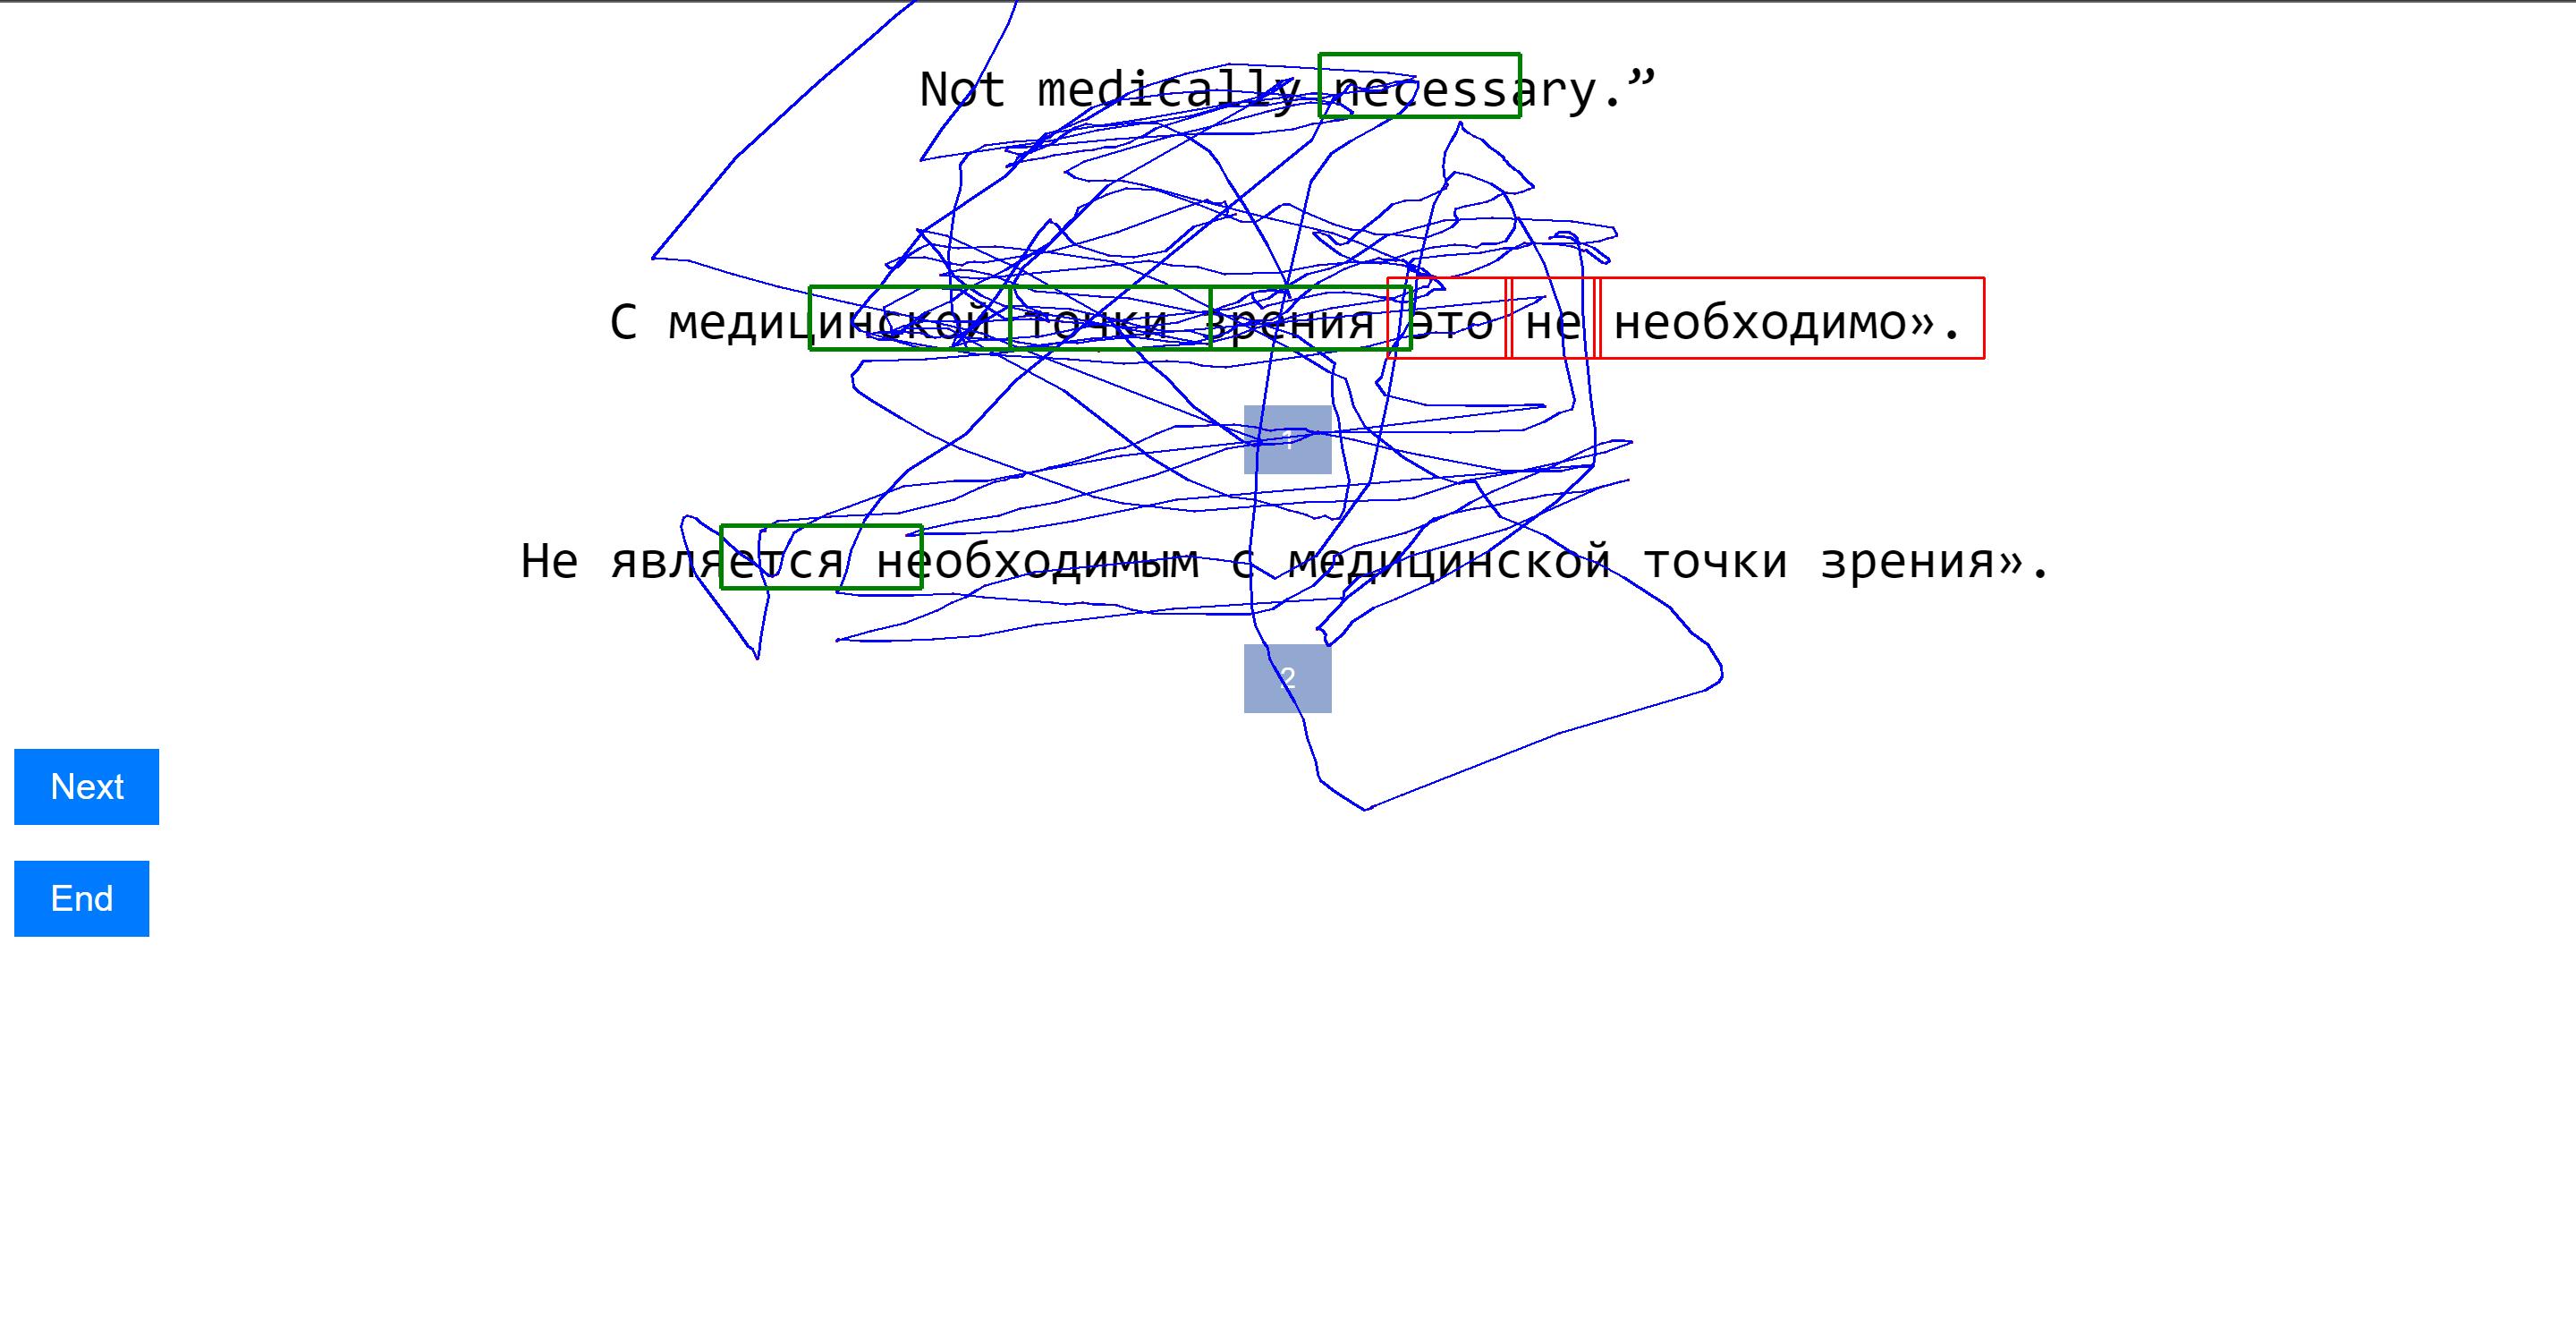 Not medically necessary.”
С медицинской точки зрения это не необходимо».
1
Не является необходимым с медицинской точки зрения».
2
Next
End